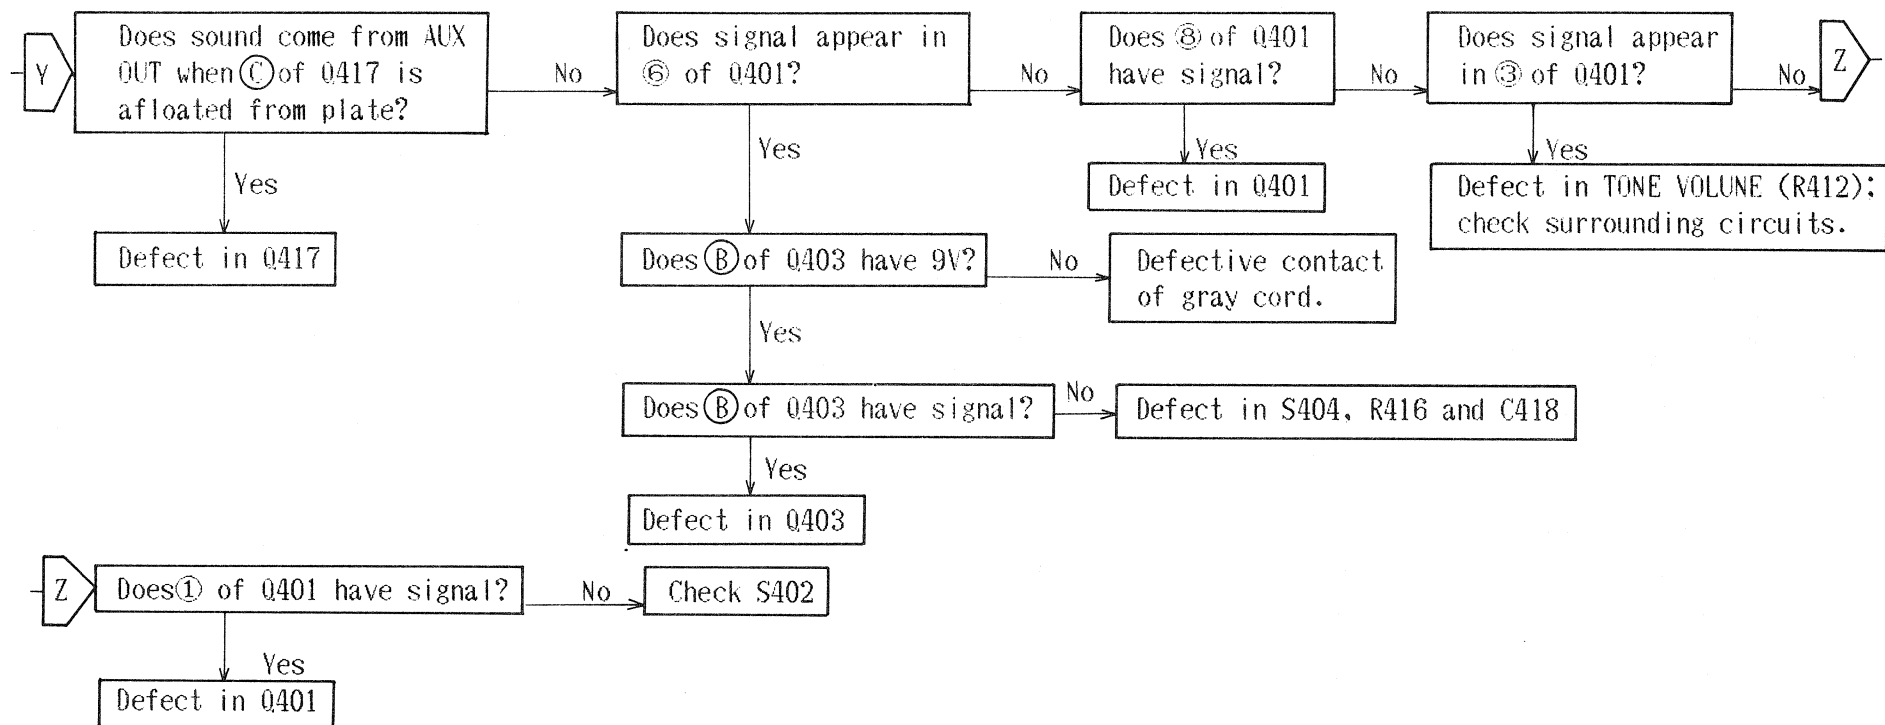 Y
Does sound come from AUX
OUT when Ⓒ of Q417 is
afloated from plate?
No
Does signal appear in
⑥ of Q401?
No
Does ⑧ of Q401
have signal?
No
Does signal appear
in ③ of Q401?
No
Z
Yes
Defect in Q417
Yes
Yes
Defect in Q401
Yes
Defect in TONE VOLUNE (R412);
check surrounding circuits.
Does Ⓑ of Q403 have 9V?
No
Defective contact
of gray cord.
Yes
Does Ⓑ of Q403 have signal?
No
Defect in S404, R416 and C418
Yes
Defect in Q403
Z
Does ① of Q401 have signal?
No
Check S402
Yes
Defect in Q401